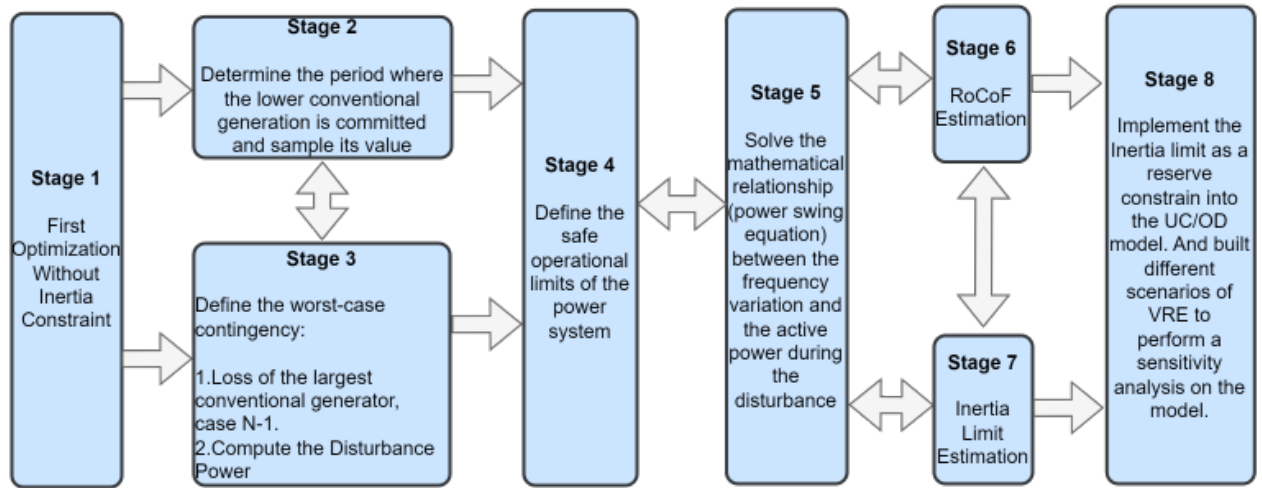 Stage 1
First
Optimization
Without
Inertia
Constraint
Stage 2
Determine the period where
the lower conventional
generation is committed
and sample its value
Stage 3
Define the worst-case
contingency:
1.Loss of the largest
conventional generator,
case N-1.
2.Compute the Disturbance
Power
Stage 4
Define the
safe
operational
limits of the
power
system
Stage 5
Solve the
mathematical
relationship
(power swing
equation)
between the
frequency
variation and
the active
power during
the
disturbance
Stage 6
RoCoF
Estimation
Stage 7
Inertia
Limit
Estimation
Stage 8
Implement the
Inertia limit as a
reserve
constrain into
the UC/OD
model. And built
different
scenarios of
VRE to
perform a
sensitivity
analysis on the
model.